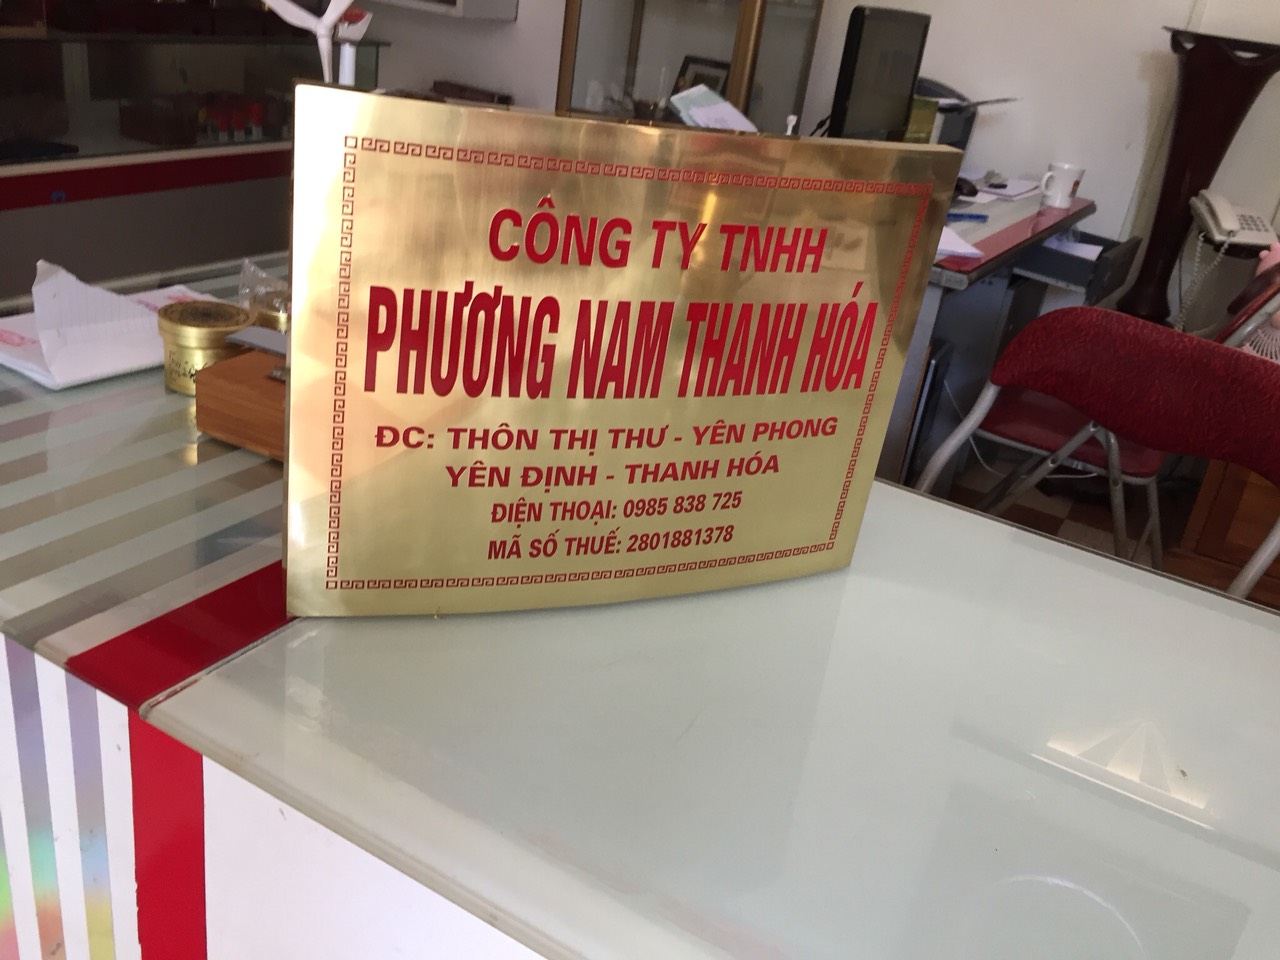 CÔNG TY TNHH
PHƯƠNG NAM THANH HÓA
ĐC: THÔN THỊ THƯ - YÊN PHONG
YÊN ĐỊNH - THANH HÓA
ĐIỆN THOẠI: 0985 838 725
MÃ SỐ THUẾ: 2801881378